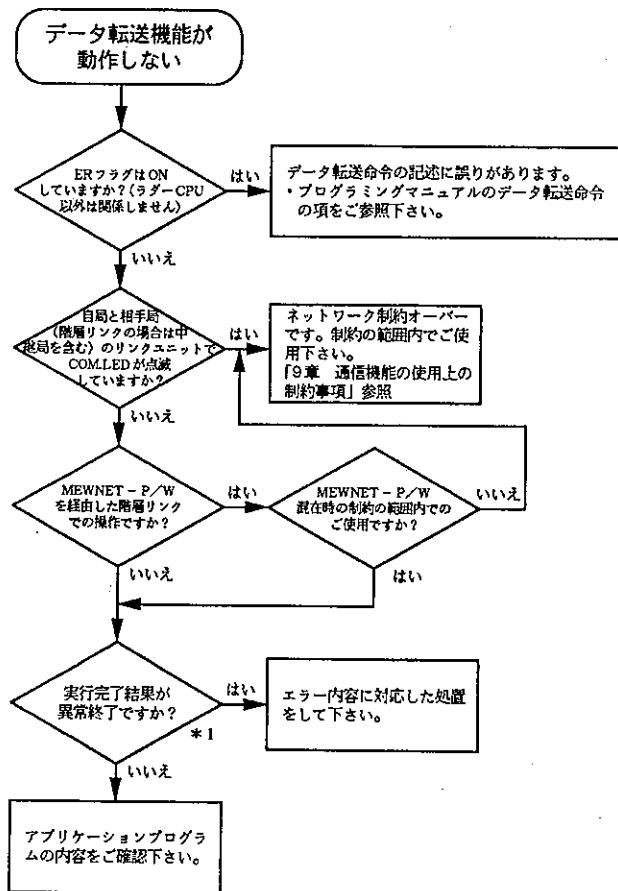 データ転送機能が
動作しない
ERフラグはON
していますか?(ラダーCPU
以外は関係しません)
はい
データ転送命令の記述に誤りがあります。
・プログラミングマニュアルのデータ転送命令
の項をご参照下さい。
いいえ
自局と相手局
(階層リンクの場合は中
継局を含む)のリンクユニットで
COM.LEDが点滅
していますか?
はい
ネットワーク制約オーバー
です。制約の範囲内でご使
用下さい。
「9章 通信機能の使用上の
制約事項」参照
いいえ
MEWNET-P/W
を経由した階層リンク
での操作ですか?
はい
MEWNET-P/W
混在時の制約の範囲内での
ご使用ですか?
いいえ
いいえ
はい
実行完了結果が
異常終了ですか?
*1
はい
エラー内容に対応した処置
をして下さい。
いいえ
アプリケーションプログラ
ムの内容をご確認下さい。